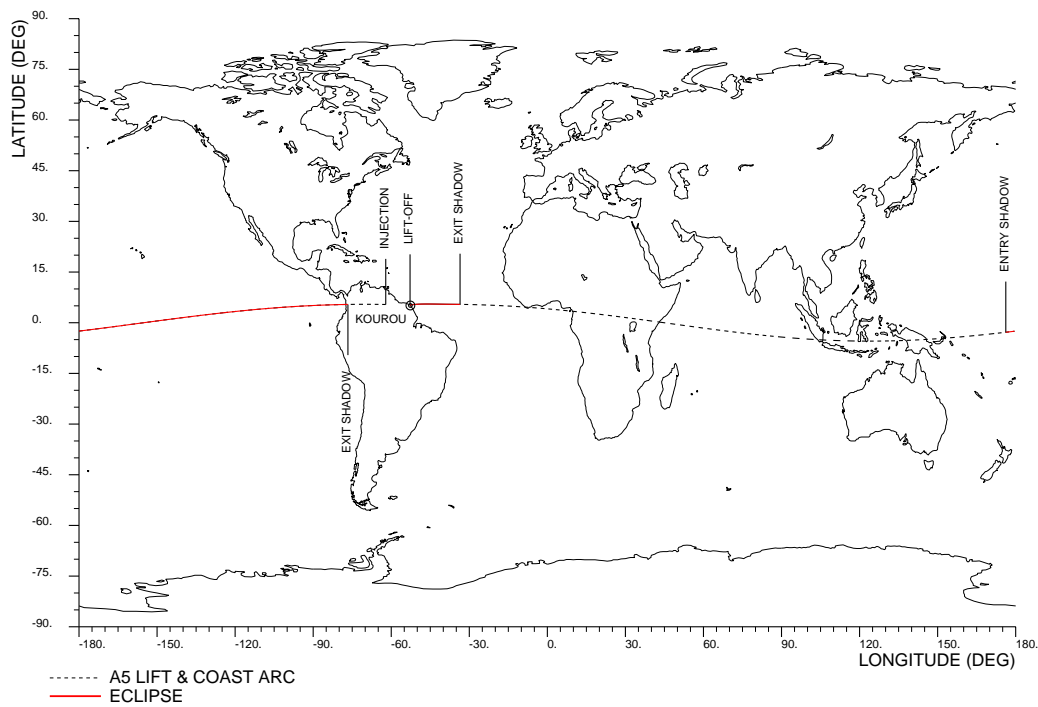 LATITUDE (DEG)
90.
75.
60.
45.
30.
15.
0.
-15.
-30.
-45.
-60.
-75.
-90.
INJECTION
LIFT-OFF
EXIT SHADOW
ENTRY SHADOW
KOUROU
EXIT SHADOW
-180.
-150.
-120.
-90.
-60.
-30.
0.
30.
60.
90.
120.
150.
180.
LONGITUDE (DEG)
A5 LIFT & COAST ARC
ECLIPSE